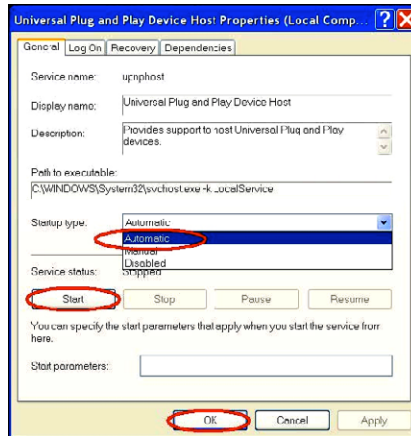 Universal Plug and Play Device Host Properties (Local Comp...
General Log On Recovery Dependencies
Service name: upnphost
Display name: Universal Plug and Play Device Host
Description: Provides support to host Universal Plug and Play
devices.
Path to executable:
C:\WINDOWS\System32\svchost.exe -k LocalService
Startup type: Automatic
Automatic
Manual
Disabled
Service status: Stopped
Start Stop Pause Resume
You can specify the start parameters that apply when you start the service from
here.
Start parameters:
OK Cancel Apply